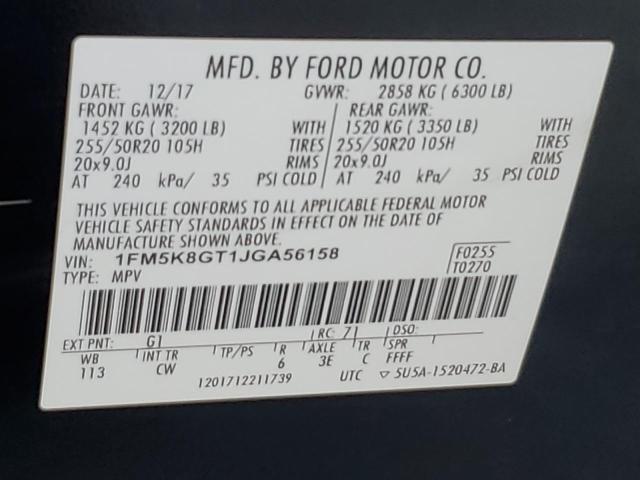 MFD. BY FORD MOTOR CO.
DATE: 12/17 GVWR: 2858 KG ( 6300 LB)
FRONT GAWR: REAR GAWR:
1452 KG ( 3200 LB) WITH 1520 KG ( 3350 LB) WITH
255/50R20 105H TIRES 255/50R20 105H TIRES
20x9.0J RIMS 20x9.0J RIMS
AT 240 kPa/ 35 PSI COLD AT 240 kPa/ 35 PSI COLD
THIS VEHICLE CONFORMS TO ALL APPLICABLE FEDERAL MOTOR
VEHICLE SAFETY STANDARDS IN EFFECT ON THE DATE OF
MANUFACTURE SHOWN ABOVE.
VIN: 1FM5K8GT1JGA56158 F0255
TYPE: MPV T0270
EXT PNT: G1 RC: 71 DSO:
WB INT TR TP/PS R AXLE TR SPR
113 CW 6 3E C FFFF
1201712211739 UTC ▽ 5U5A-1520472-BA